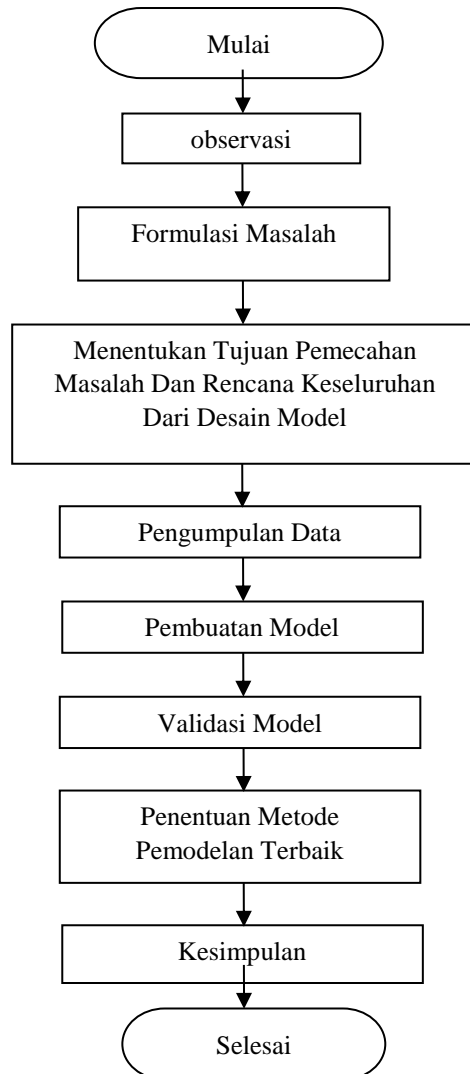 Mulai
observasi
Formulasi Masalah
Menentukan Tujuan Pemecahan
Masalah Dan Rencana Keseluruhan
Dari Desain Model
Pengumpulan Data
Pembuatan Model
Validasi Model
Penentuan Metode
Pemodelan Terbaik
Kesimpulan
Selesai